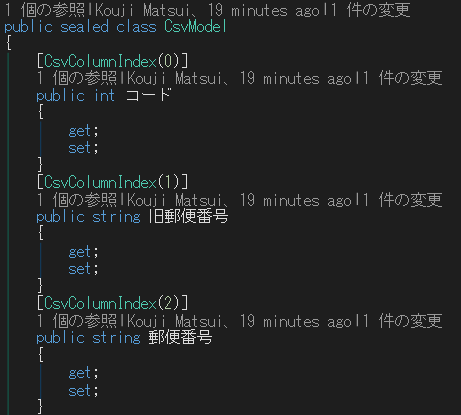 1 個の参照|Kouji Matsui、19 minutes ago|1 件の変更
public sealed class CsvModel
{
[CsvColumnIndex(0)]
1 個の参照|Kouji Matsui、19 minutes ago|1 件の変更
public int コード
{
get;
set;
}
[CsvColumnIndex(1)]
1 個の参照|Kouji Matsui、19 minutes ago|1 件の変更
public string 旧郵便番号
{
get;
set;
}
[CsvColumnIndex(2)]
1 個の参照|Kouji Matsui、19 minutes ago|1 件の変更
public string 郵便番号
{
get;
set;
}